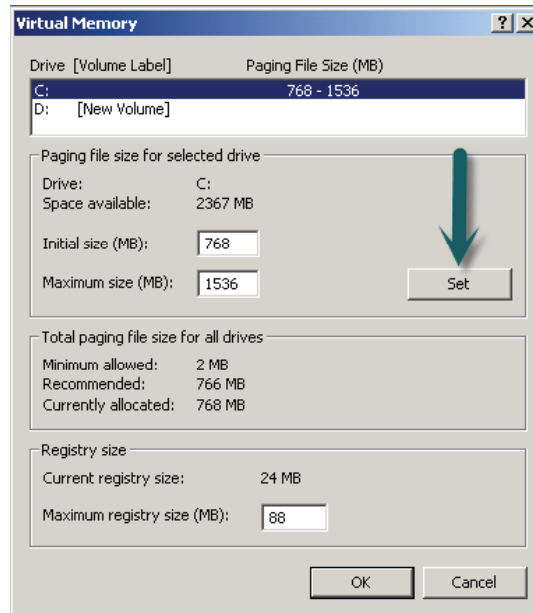 Virtual Memory
Drive [Volume Label] Paging File Size (MB)
C: 768 - 1536
D: [New Volume]
Paging file size for selected drive
Drive: C:
Space available: 2367 MB
Initial size (MB): 768
Maximum size (MB): 1536
Set
Total paging file size for all drives
Minimum allowed: 2 MB
Recommended: 766 MB
Currently allocated: 768 MB
Registry size
Current registry size: 24 MB
Maximum registry size (MB): 88
OK Cancel